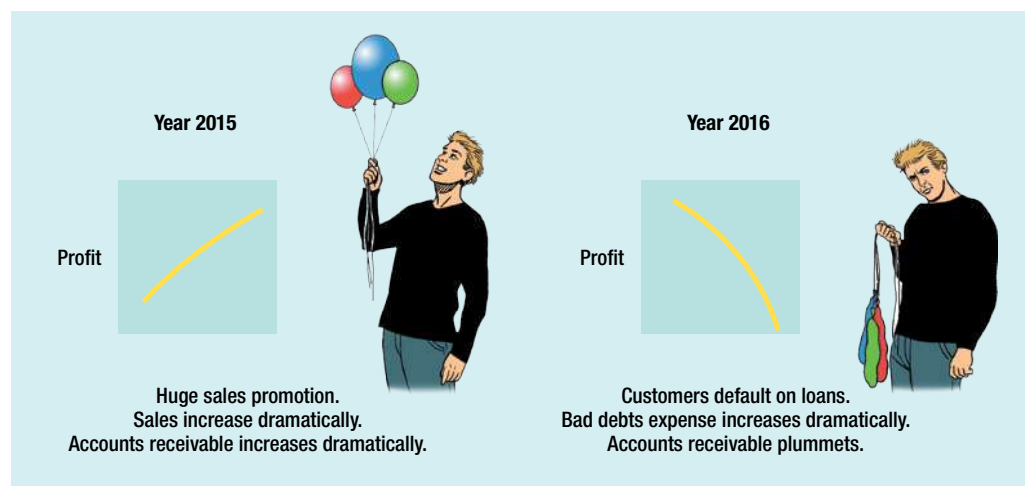 Year 2015
Profit
Huge sales promotion.
Sales increase dramatically.
Accounts receivable increases dramatically.
Year 2016
Profit
Customers default on loans.
Bad debts expense increases dramatically.
Accounts receivable plummets.